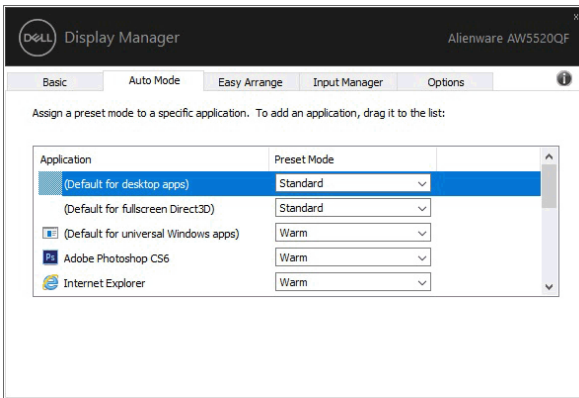 DELL Display Manager Alienware AW5520QF
Basic Auto Mode Easy Arrange Input Manager Options
Assign a preset mode to a specific application. To add an application, drag it to the list:
Application Preset Mode
(Default for desktop apps) Standard
(Default for fullscreen Direct3D) Standard
(Default for universal Windows apps) Warm
Ps Adobe Photoshop CS6 Warm
Internet Explorer Warm